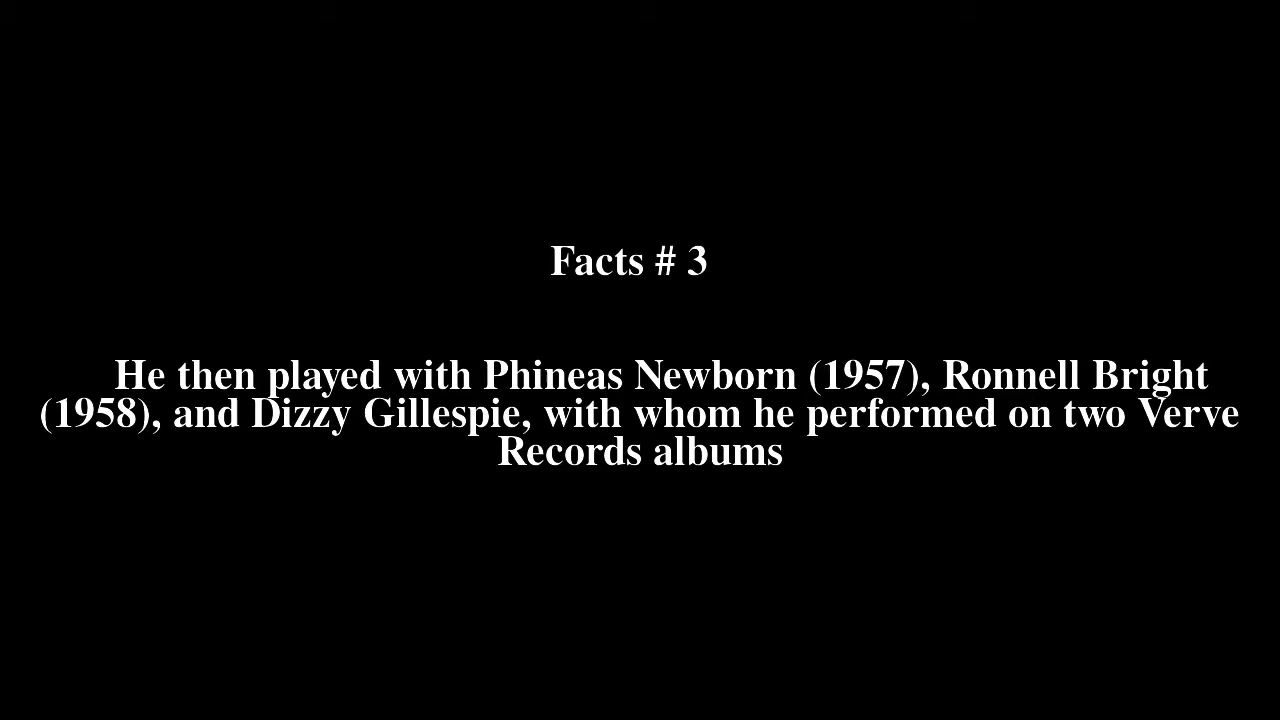 Facts # 3
He then played with Phineas Newborn (1957), Ronnell Bright
(1958), and Dizzy Gillespie, with whom he performed on two Verve
Records albums